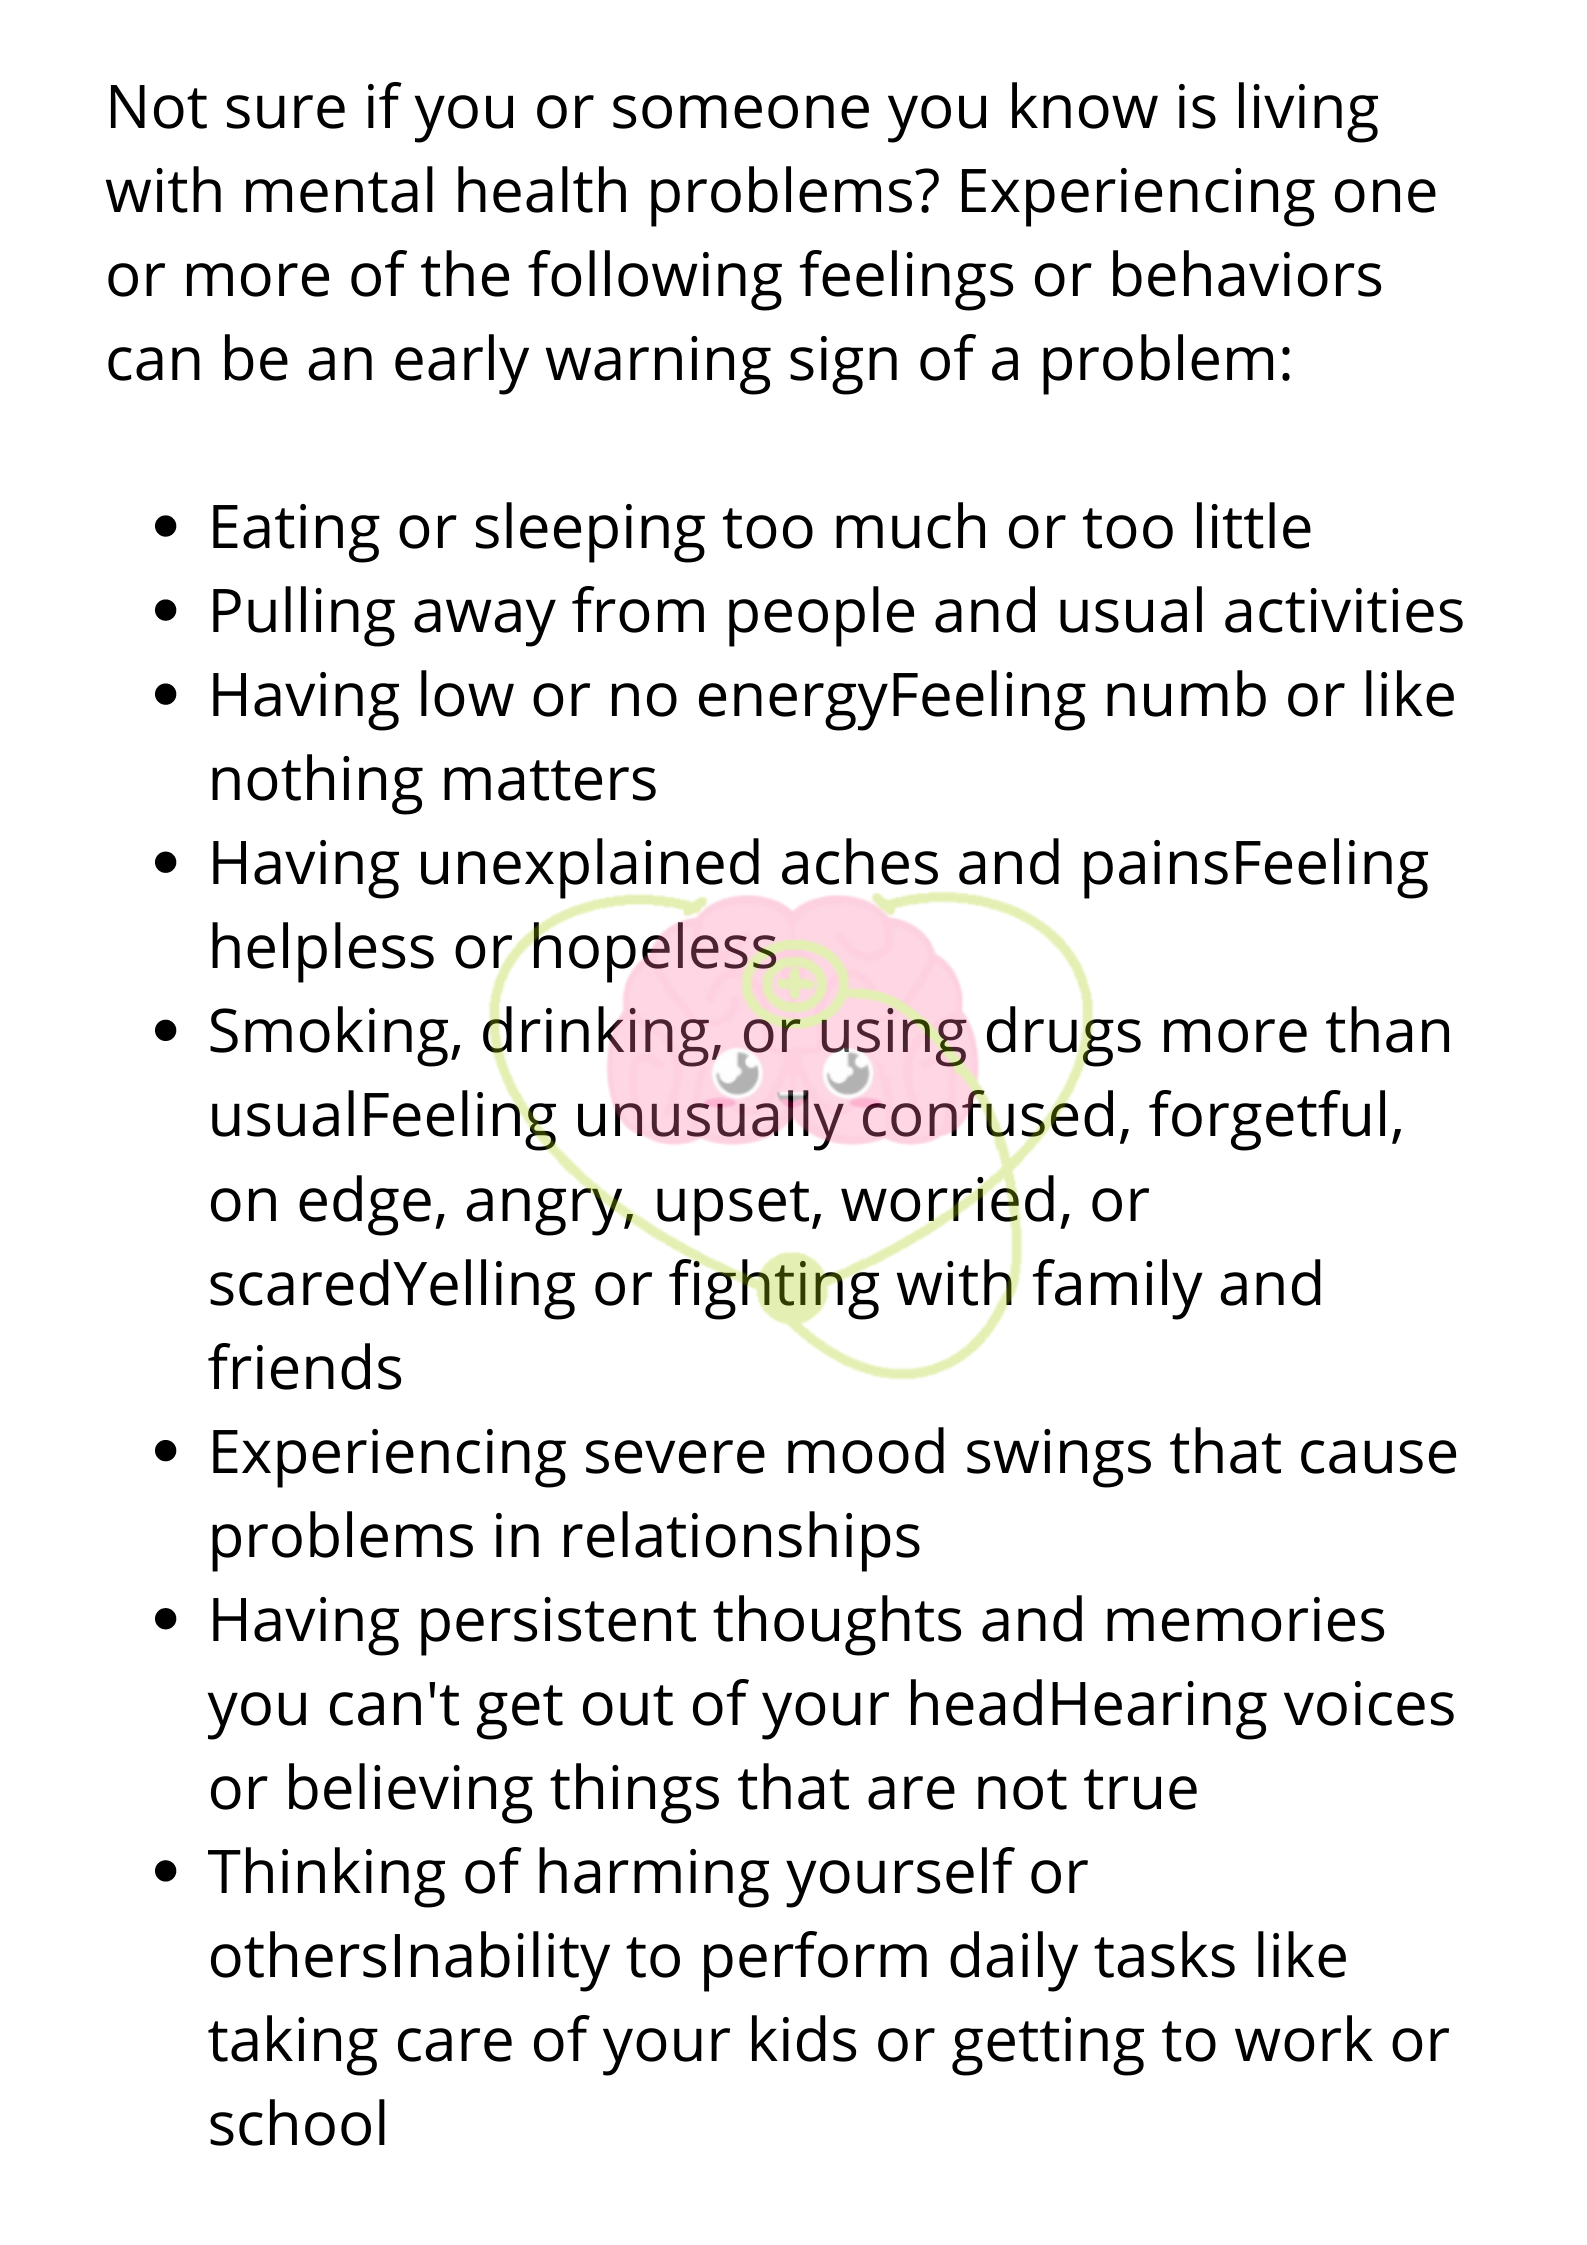 Not sure if you or someone you know is living
with mental health problems? Experiencing one
or more of the following feelings or behaviors
can be an early warning sign of a problem:
• Eating or sleeping too much or too little
• Pulling away from people and usual activities
• Having low or no energyFeeling numb or like
nothing matters
• Having unexplained aches and painsFeeling
helpless or hopeless
• Smoking, drinking, or using drugs more than
usualFeeling unusually confused, forgetful,
on edge, angry, upset, worried, or
scaredYelling or fighting with family and
friends
• Experiencing severe mood swings that cause
problems in relationships
• Having persistent thoughts and memories
you can't get out of your headHearing voices
or believing things that are not true
• Thinking of harming yourself or
othersInability to perform daily tasks like
taking care of your kids or getting to work or
school